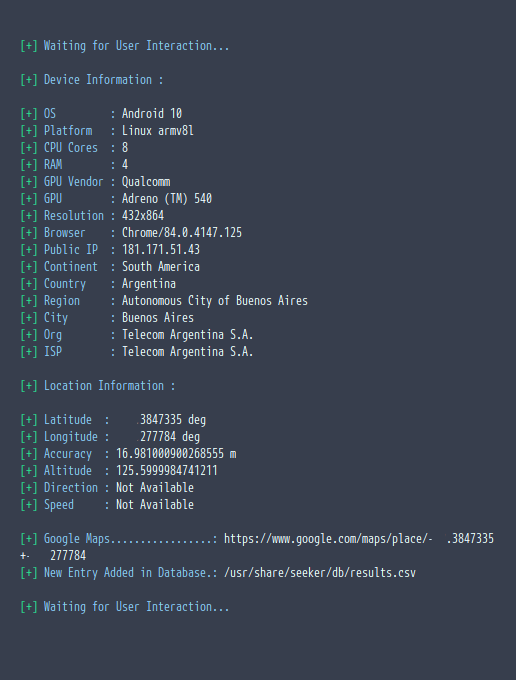 [+] Waiting for User Interaction...
[+] Device Information :
[+] OS : Android 10
[+] Platform : Linux armv8l
[+] CPU Cores : 8
[+] RAM : 4
[+] GPU Vendor : Qualcomm
[+] GPU : Adreno (TM) 540
[+] Resolution : 432x864
[+] Browser : Chrome/84.0.4147.125
[+] Public IP : 181.171.51.43
[+] Continent : South America
[+] Country : Argentina
[+] Region : Autonomous City of Buenos Aires
[+] City : Buenos Aires
[+] Org : Telecom Argentina S.A.
[+] ISP : Telecom Argentina S.A.
[+] Location Information :
[+] Latitude : .3847335 deg
[+] Longitude : .277784 deg
[+] Accuracy : 16.981000900268555 m
[+] Altitude : 125.5999984741211
[+] Direction : Not Available
[+] Speed : Not Available
[+] Google Maps.................: https://www.google.com/maps/place/- .3847335
+- 277784
[+] New Entry Added in Database.: /usr/share/seeker/db/results.csv
[+] Waiting for User Interaction...